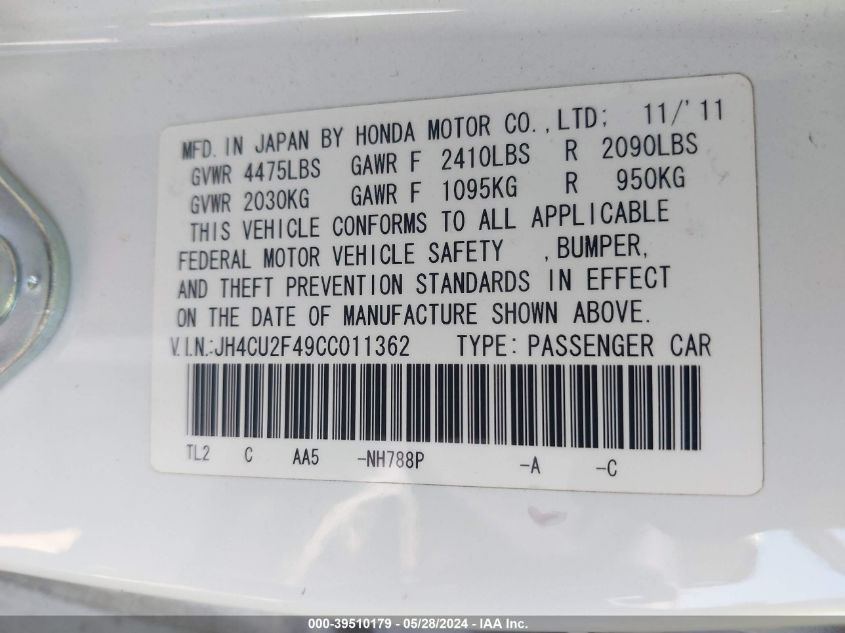 MFD. IN JAPAN BY HONDA MOTOR CO.,LTD; 11/'11
GVWR 4475LBS GAWR F 2410LBS R 2090LBS
GVWR 2030KG GAWR F 1095KG R 950KG
THIS VEHICLE CONFORMS TO ALL APPLICABLE
FEDERAL MOTOR VEHICLE SAFETY , BUMPER,
AND THEFT PREVENTION STANDARDS IN EFFECT
ON THE DATE OF MANUFACTURE SHOWN ABOVE.
V.I.N.:JH4CU2F49CC011362 TYPE: PASSENGER CAR
TL2 C AA5 -NH788P -A -C
000-39510179 - 05/28/2024 - IAA Inc.